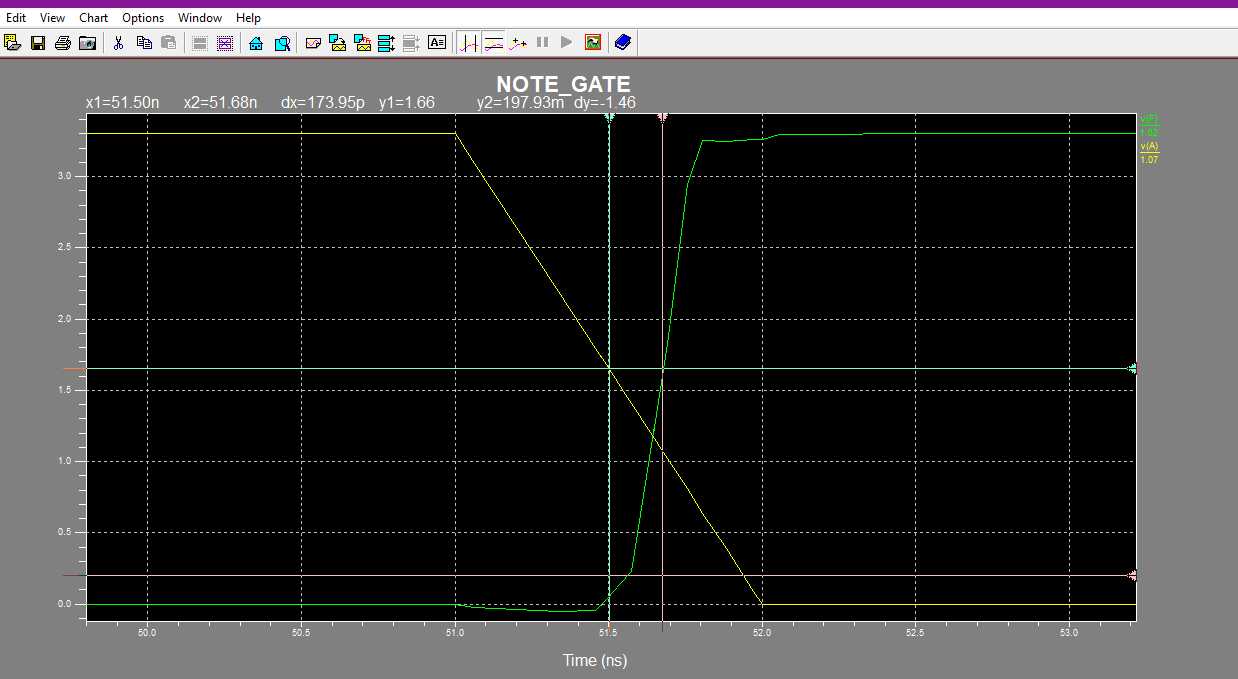 Edit View Chart Options Window Help
A≡
NOTE_GATE
x1=51.50n x2=51.68n dx=173.95p y1=1.66 y2=197.93m dy=-1.46
v(F)
1.02
v(A)
1.07
3.0
2.5
2.0
1.5
1.0
0.5
0.0
50.0 50.5 51.0 51.5 52.0 52.5 53.0
Time (ns)